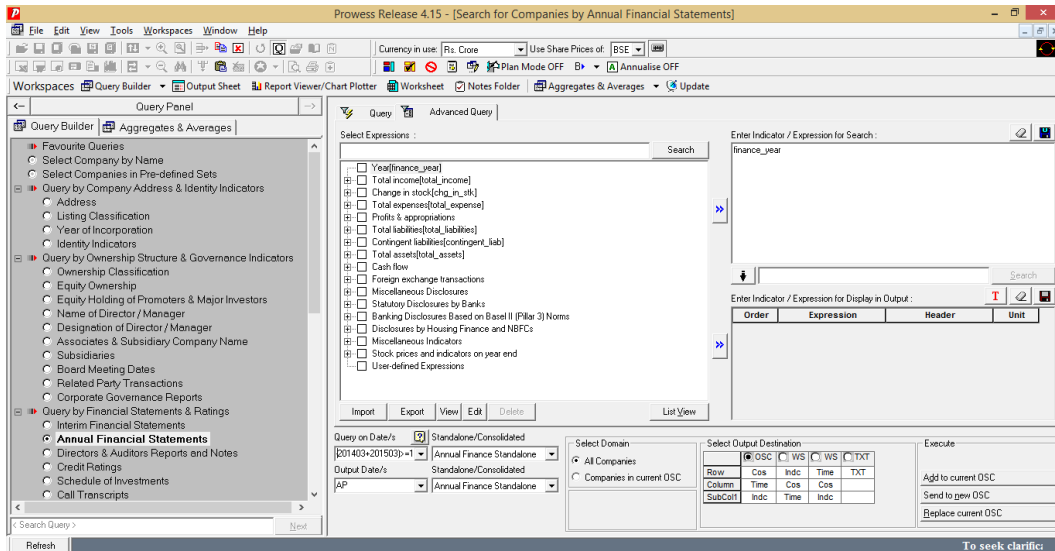 Prowess Release 4.15 - [Search for Companies by Annual Financial Statements]
File Edit View Tools Workspaces Window Help
Currency in use: Rs. Crore Use Share Prices of: BSE
Plan Mode OFF B▸ A Annualise OFF
Workspaces Query Builder Output Sheet Report Viewer/Chart Plotter Worksheet Notes Folder Aggregates & Averages Update
Query Panel
Query Builder Aggregates & Averages
Favourite Queries
Select Company by Name
Select Companies in Pre-defined Sets
Query by Company Address & Identity Indicators
Address
Listing Classification
Year of Incorporation
Identity Indicators
Query by Ownership Structure & Governance Indicators
Ownership Classification
Equity Ownership
Equity Holding of Promoters & Major Investors
Name of Director / Manager
Designation of Director / Manager
Associates & Subsidiary Company Name
Subsidiaries
Board Meeting Dates
Related Party Transactions
Corporate Governance Reports
Query by Financial Statements & Ratings
Interim Financial Statements
Annual Financial Statements
Directors & Auditors Reports and Notes
Credit Ratings
Schedule of Investments
Call Transcripts
< Search Query > Next
Refresh
Query Advanced Query
Select Expressions :
Search
Year[finance_year]
Total income[total_income]
Change in stock[chg_in_stk]
Total expenses[total_expense]
Profits & appropriations
Total liabilities[total_liabilities]
Contingent liabilities[contingent_liab]
Total assets[total_assets]
Cash flow
Foreign exchange transactions
Miscellaneous Disclosures
Statutory Disclosures by Banks
Banking Disclosures Based on Basel II (Pillar 3) Norms
Disclosures by Housing Finance and NBFCs
Miscellaneous Indicators
Stock prices and indicators on year end
User-defined Expressions
Import Export View Edit Delete List View
Enter Indicator / Expression for Search :
finance_year
Search
Enter Indicator / Expression for Display in Output :
T
Order Expression Header Unit
Query on Date/s Standalone/Consolidated
201403+201503)>=1 Annual Finance Standalone
Output Date/s Standalone/Consolidated
AP Annual Finance Standalone
Select Domain
All Companies
Companies in current OSC
Select Output Destination
OSC WS WS TXT
Row Cos Indc Time TXT
Column Time Cos Cos
SubCol1 Indc Time Indc
Execute
Add to current OSC
Send to new OSC
Replace current OSC
To seek clarific